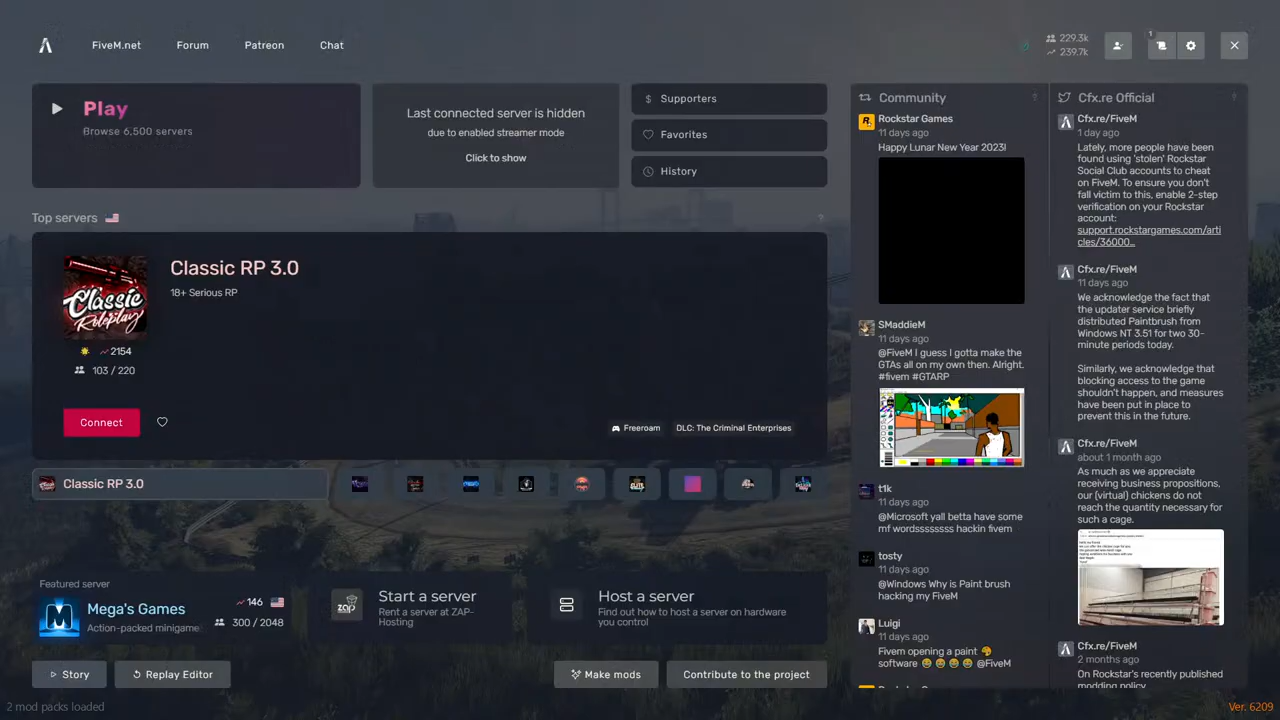 FiveM.net
Forum
Patreon
Chat
229.3k
239.7k
1
Play
Browse 6,500 servers
Last connected server is hidden
due to enabled streamer mode
Click to show
$ Supporters
Favorites
History
Top servers
?
Classic RP 3.0
18+ Serious RP
Classic
Roleplay
2154
103 / 220
Connect
Freeroam
DLC: The Criminal Enterprises
Classic RP 3.0
Featured server
Mega's Games
Action-packed minigame
146
300 / 2048
ZAP
Start a server
Rent a server at ZAP-
Hosting
Host a server
Find out how to host a server on hardware
you control
Story
Replay Editor
Make mods
Contribute to the project
2 mod packs loaded
Ver. 6209
Community
Rockstar Games
11 days ago
Happy Lunar New Year 2023!
SMaddieM
11 days ago
@FiveM I guess I gotta make the
GTAs all on my own then. Alright.
#fivem #GTARP
t1k
11 days ago
@Microsoft yall betta have some
mf wordsssssss hackin fivem
tosty
11 days ago
@Windows Why is Paint brush
hacking my FiveM
Luigi
11 days ago
Fivem opening a paint 🎨
software 😂 😂 😂 😂 @FiveM
Cfx.re Official
Cfx.re/FiveM
1 day ago
Lately, more people have been
found using 'stolen' Rockstar
Social Club accounts to cheat
on FiveM. To ensure you don't
fall victim to this, enable 2-step
verification on your Rockstar
account:
support.rockstargames.com/arti
cles/36000…
Cfx.re/FiveM
11 days ago
We acknowledge the fact that
the updater service briefly
distributed Paintbrush from
Windows NT 3.51 for two 30-
minute periods today.
Similarly, we acknowledge that
blocking access to the game
shouldn't happen, and measures
have been put in place to
prevent this in the future.
Cfx.re/FiveM
about 1 month ago
As much as we appreciate
receiving business propositions,
our (virtual) chickens do not
reach the quantity necessary for
such a cage.
Cfx.re/FiveM
2 months ago
On Rockstar's recently published
modding policy